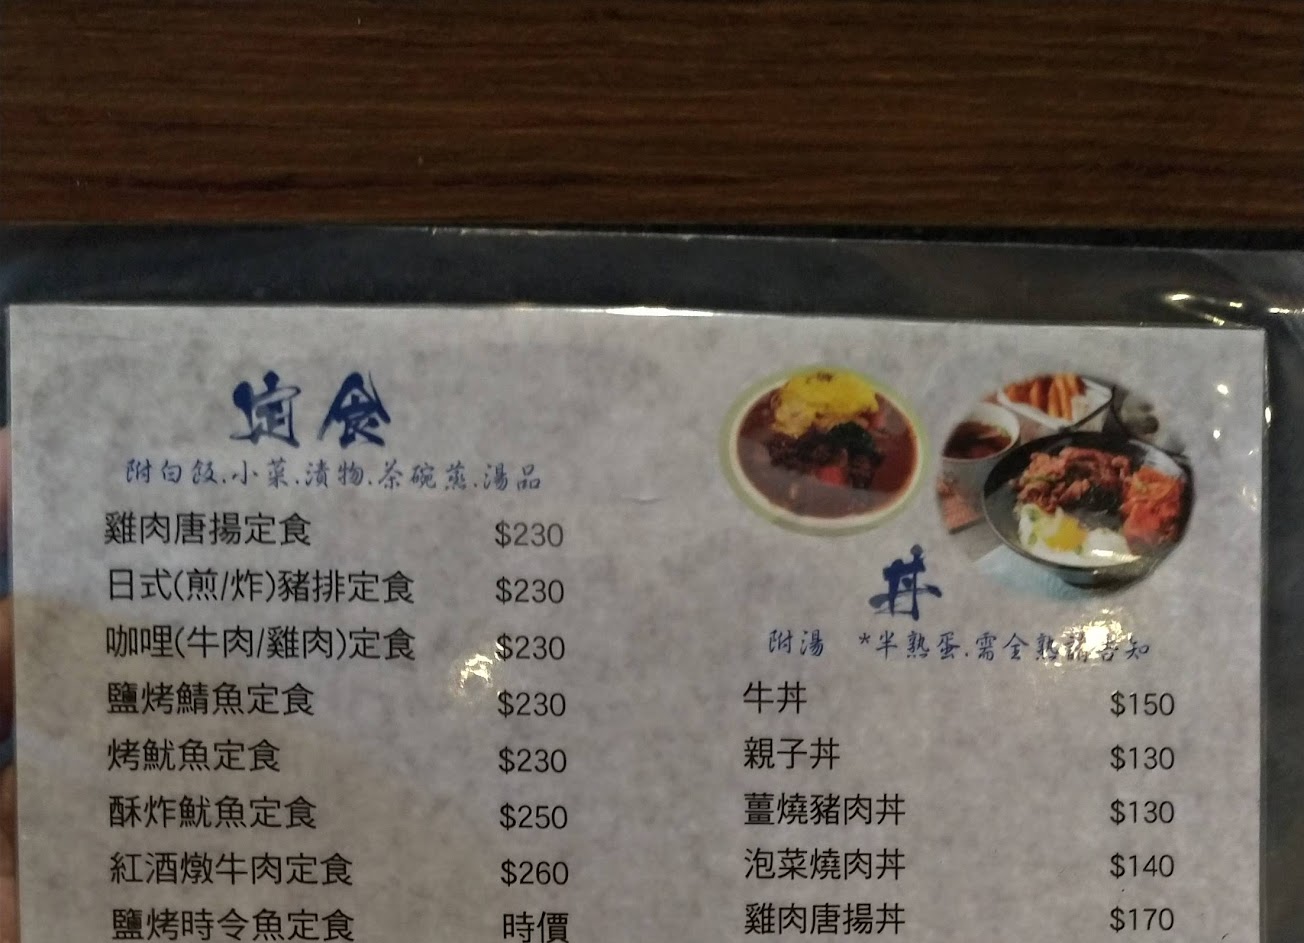 定食
附白飯.小菜.漬物.茶碗蒸.湯品
雞肉唐揚定食 $230
日式(煎/炸)豬排定食 $230
咖哩(牛肉/雞肉)定食 $230
鹽烤鯖魚定食 $230
烤魷魚定食 $230
酥炸魷魚定食 $250
紅酒燉牛肉定食 $260
鹽烤時令魚定食 時價
丼
附湯 *半熟蛋.需全熟請告知
牛丼 $150
親子丼 $130
薑燒豬肉丼 $130
泡菜燒肉丼 $140
雞肉唐揚丼 $170